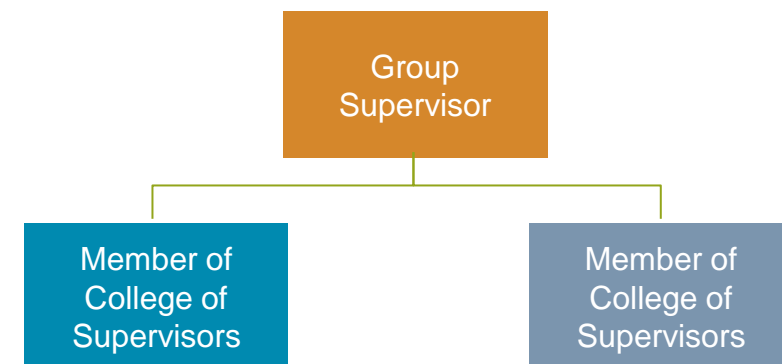 Group
Supervisor
Member of
College of
Supervisors
Member of
College of
Supervisors